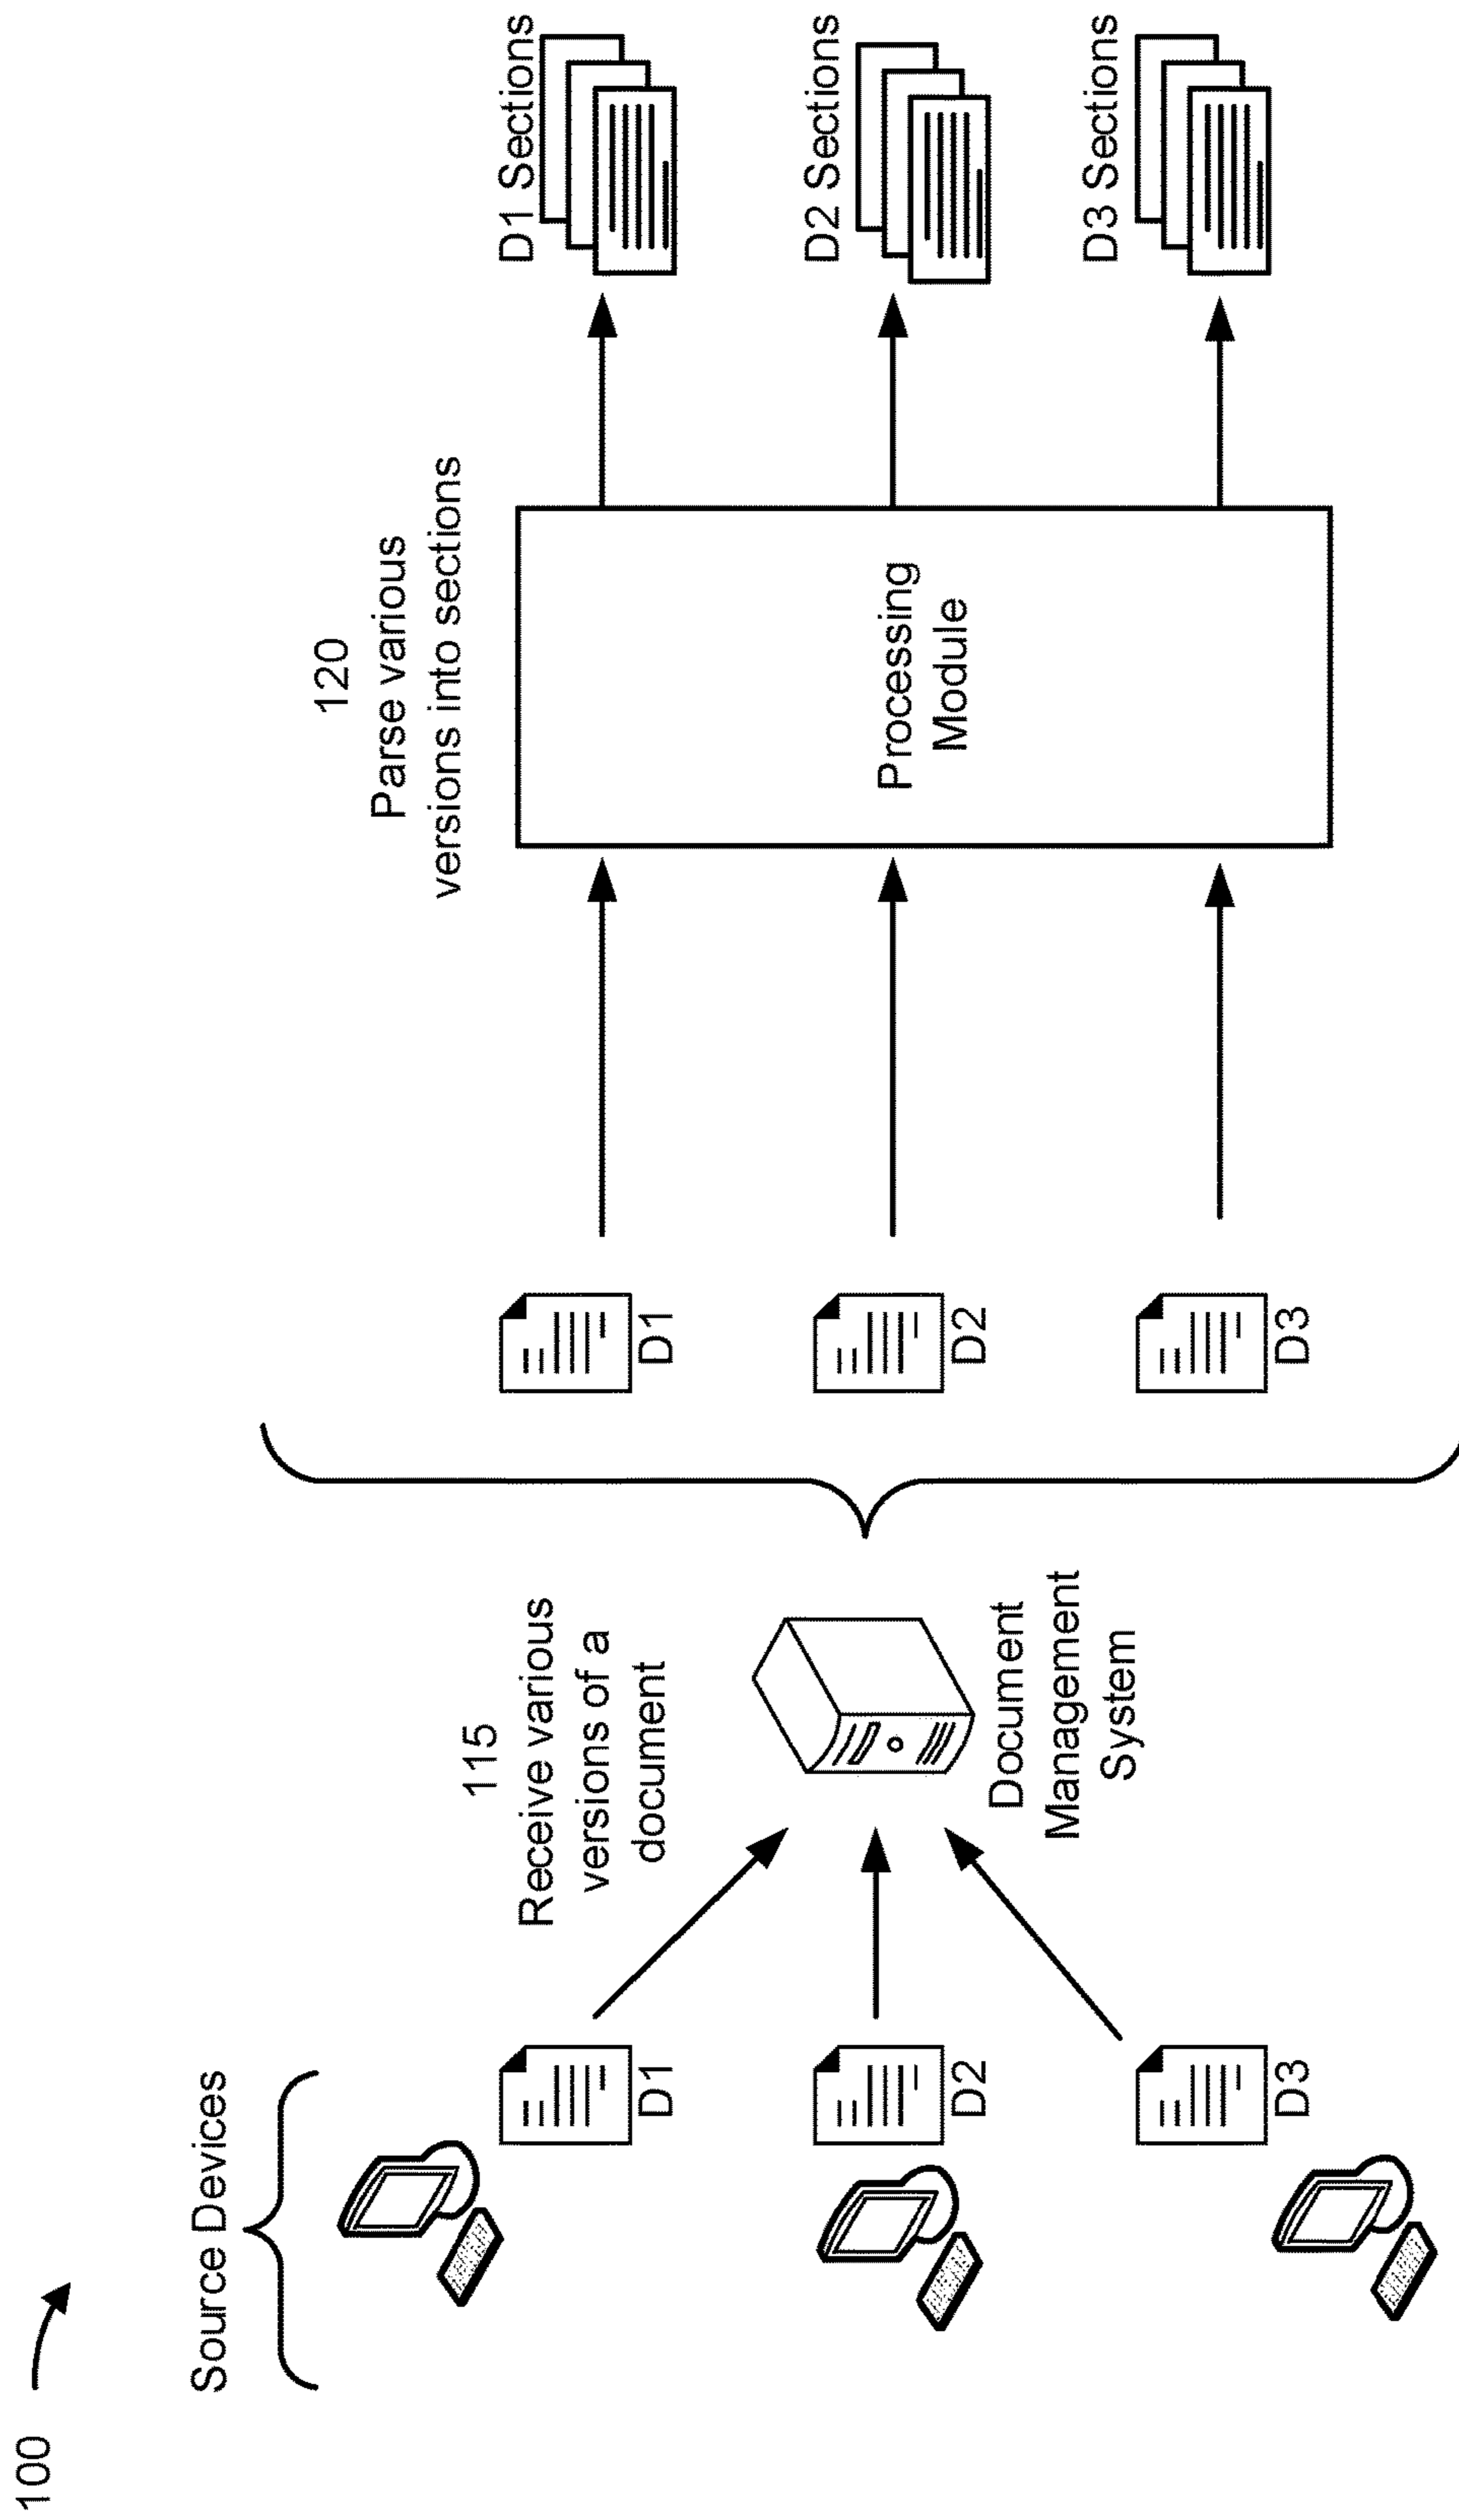 100
Source Devices
D1
D2
D3
115
Receive various
versions of a
document
Document
Management
System
D1
D2
D3
120
Parse various
versions into sections
Processing
Module
D1 Sections
D2 Sections
D3 Sections